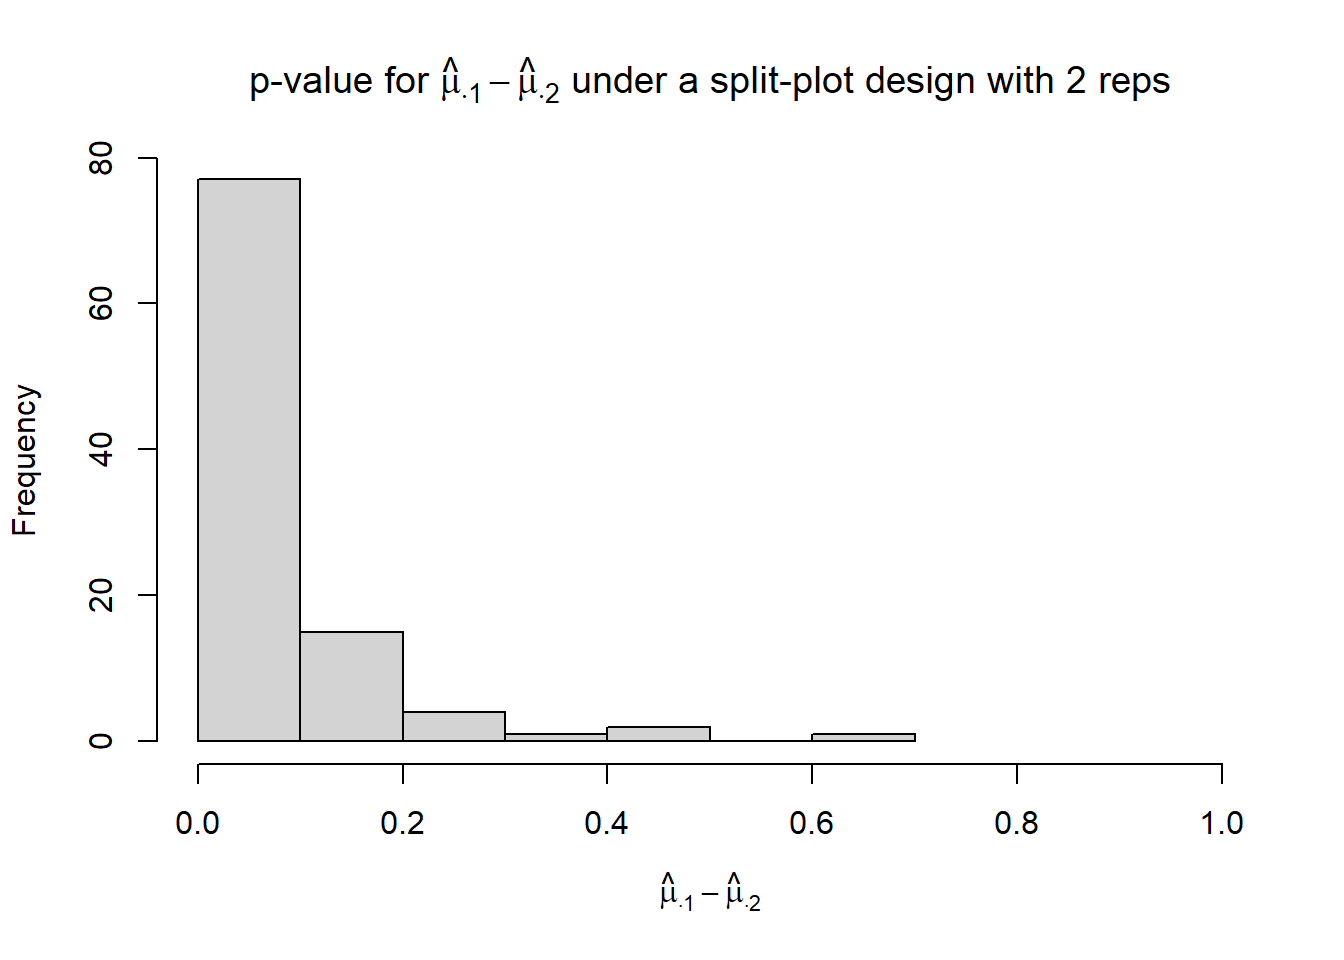 p-value for μ̂.1 − μ̂.2 under a split-plot design with 2 reps
80
60
40
20
0
Frequency
0.0 0.2 0.4 0.6 0.8 1.0
μ̂.1 − μ̂.2